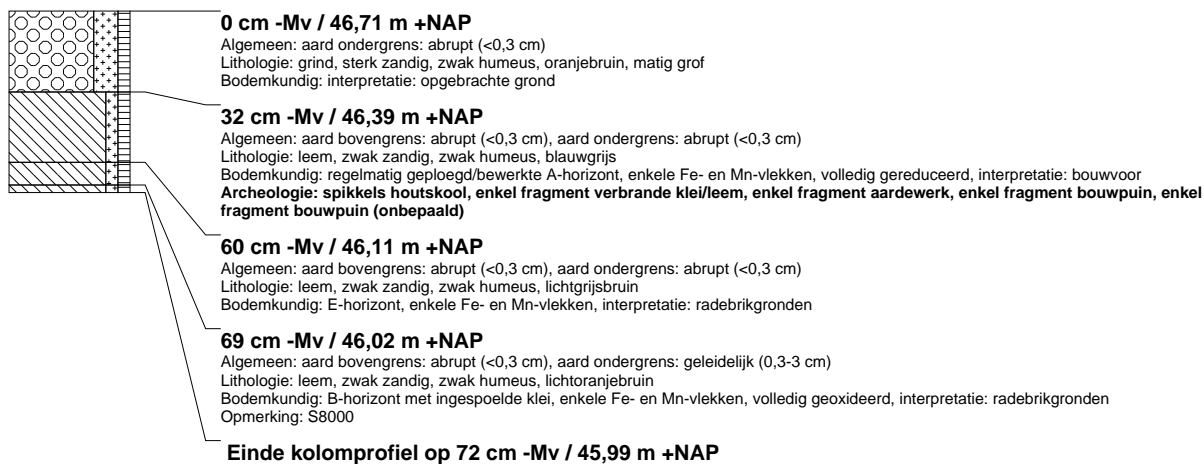 0 cm -Mv / 46,71 m +NAP
Algemeen: aard ondergrens: abrupt (<0,3 cm)
Lithologie: grind, sterk zandig, zwak humeus, oranjebruin, matig grof
Bodemkundig: interpretatie: opgebrachte grond
32 cm -Mv / 46,39 m +NAP
Algemeen: aard bovengrens: abrupt (<0,3 cm), aard ondergrens: abrupt (<0,3 cm)
Lithologie: leem, zwak zandig, zwak humeus, blauwgrijs
Bodemkundig: regelmatig geploegd/bewerkte A-horizont, enkele Fe- en Mn-vlekken, volledig gereduceerd, interpretatie: bouwvoor
Archeologie: spikkels houtskool, enkel fragment verbrande klei/leem, enkel fragment aardewerk, enkel fragment bouwpuin, enkel
fragment bouwpuin (onbepaald)
60 cm -Mv / 46,11 m +NAP
Algemeen: aard bovengrens: abrupt (<0,3 cm), aard ondergrens: abrupt (<0,3 cm)
Lithologie: leem, zwak zandig, zwak humeus, lichtgrijsbruin
Bodemkundig: E-horizont, enkele Fe- en Mn-vlekken, interpretatie: radebrikgronden
69 cm -Mv / 46,02 m +NAP
Algemeen: aard bovengrens: abrupt (<0,3 cm), aard ondergrens: geleidelijk (0,3-3 cm)
Lithologie: leem, zwak zandig, zwak humeus, lichtoranjebruin
Bodemkundig: B-horizont met ingespoelde klei, enkele Fe- en Mn-vlekken, volledig geoxideerd, interpretatie: radebrikgronden
Opmerking: S8000
Einde kolomprofiel op 72 cm -Mv / 45,99 m +NAP